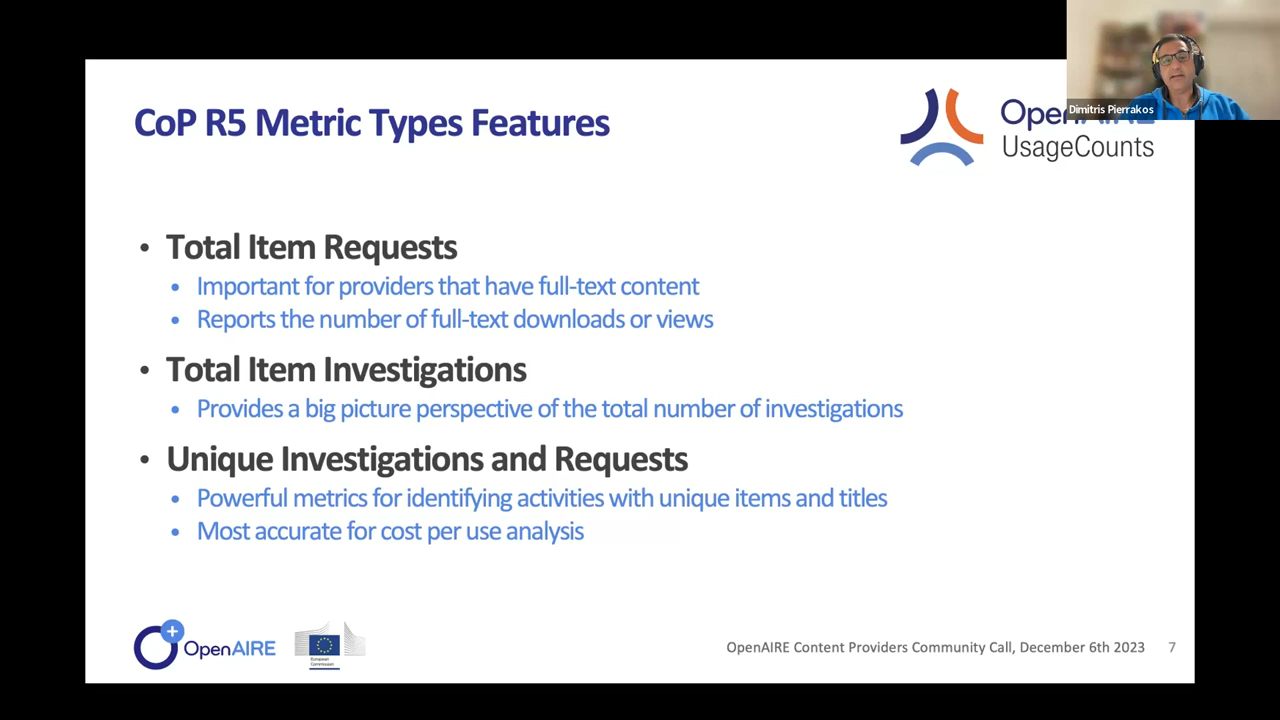 CoP R5 Metric Types Features
Dimitris Pierrakos
OpenAIRE
UsageCounts
• Total Item Requests
• Important for providers that have full-text content
• Reports the number of full-text downloads or views
• Total Item Investigations
• Provides a big picture perspective of the total number of investigations
• Unique Investigations and Requests
• Powerful metrics for identifying activities with unique items and titles
• Most accurate for cost per use analysis
OpenAIRE
European
Commission
OpenAIRE Content Providers Community Call, December 6th 2023 7